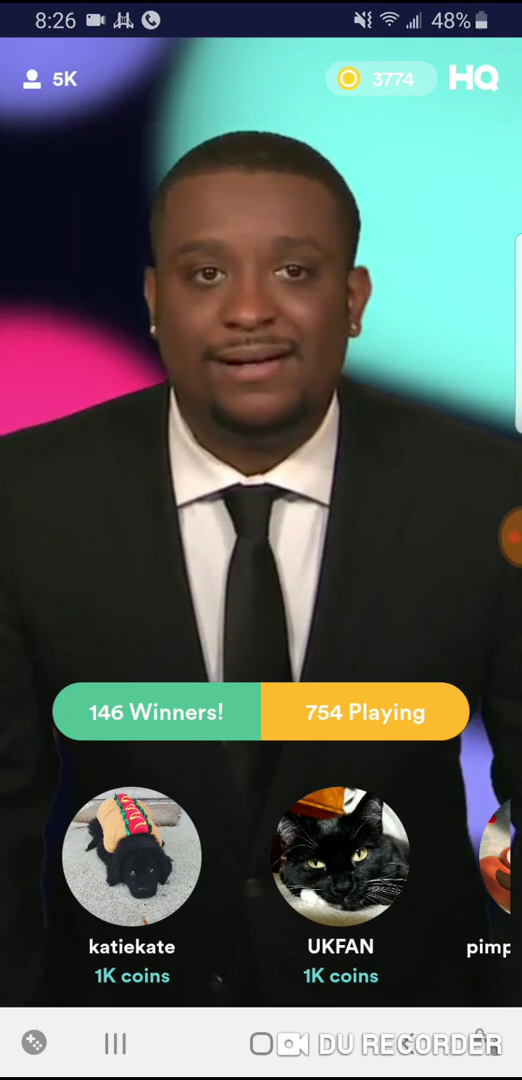 8:26
48%
5K
3774
HQ
146 Winners!
754 Playing
katiekate
UKFAN
pimp
1K coins
1K coins
DU RECORDER